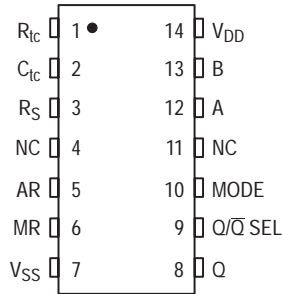 Rtc 1 14 VDD
Ctc 2 13 B
RS 3 12 A
NC 4 11 NC
AR 5 10 MODE
MR 6 9 Q/Q̅ SEL
VSS 7 8 Q